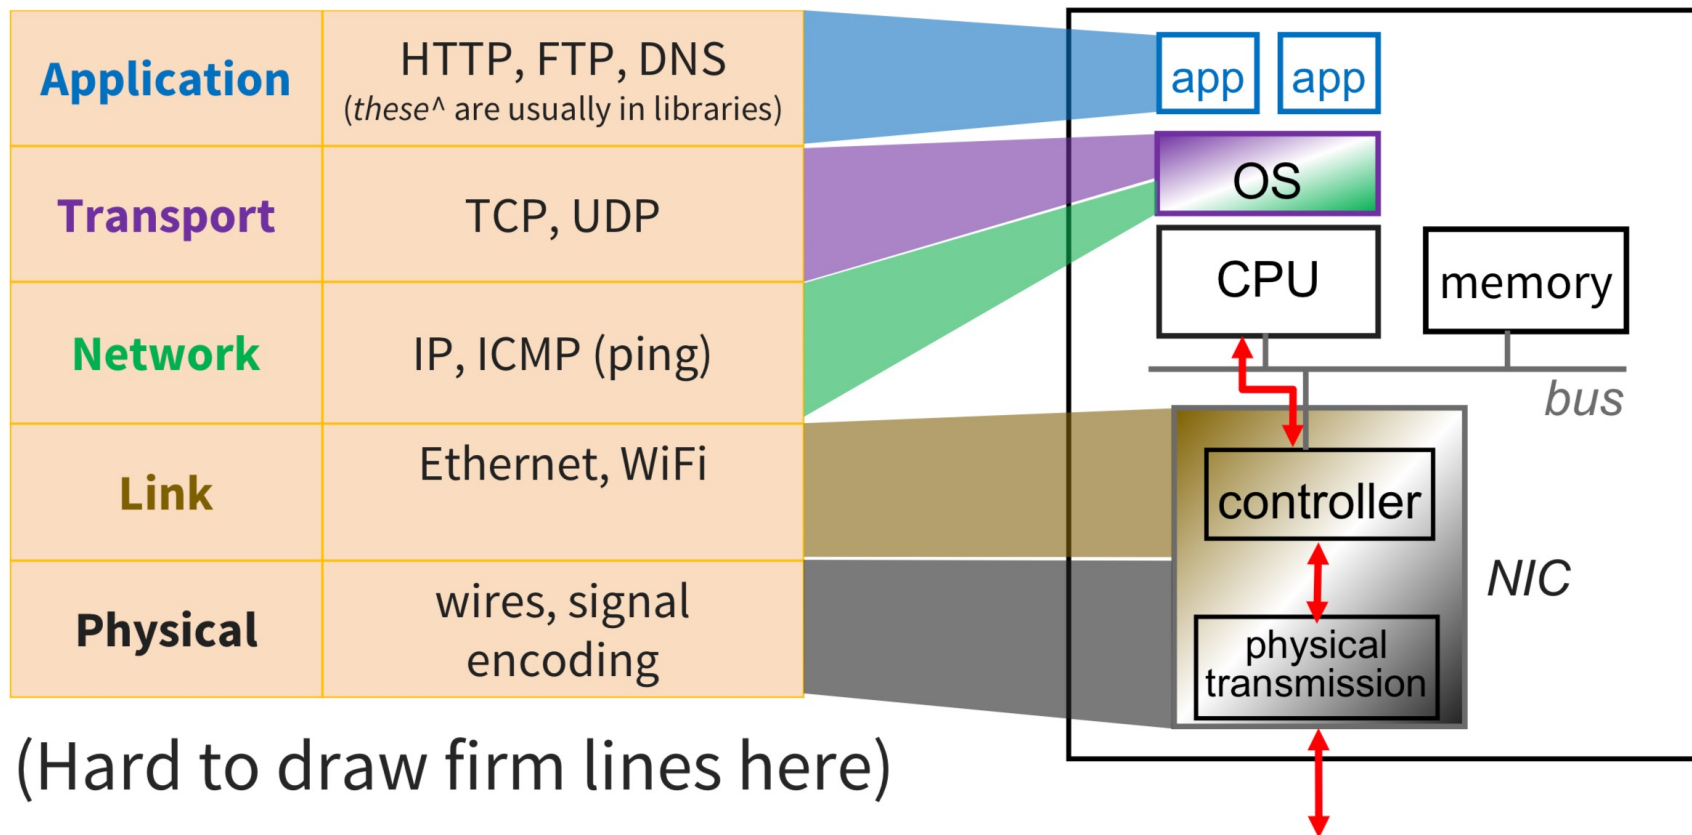 Application
HTTP, FTP, DNS
(these^ are usually in libraries)
Transport
TCP, UDP
Network
IP, ICMP (ping)
Link
Ethernet, WiFi
Physical
wires, signal
encoding
(Hard to draw firm lines here)
app
app
OS
CPU
memory
bus
controller
NIC
physical
transmission